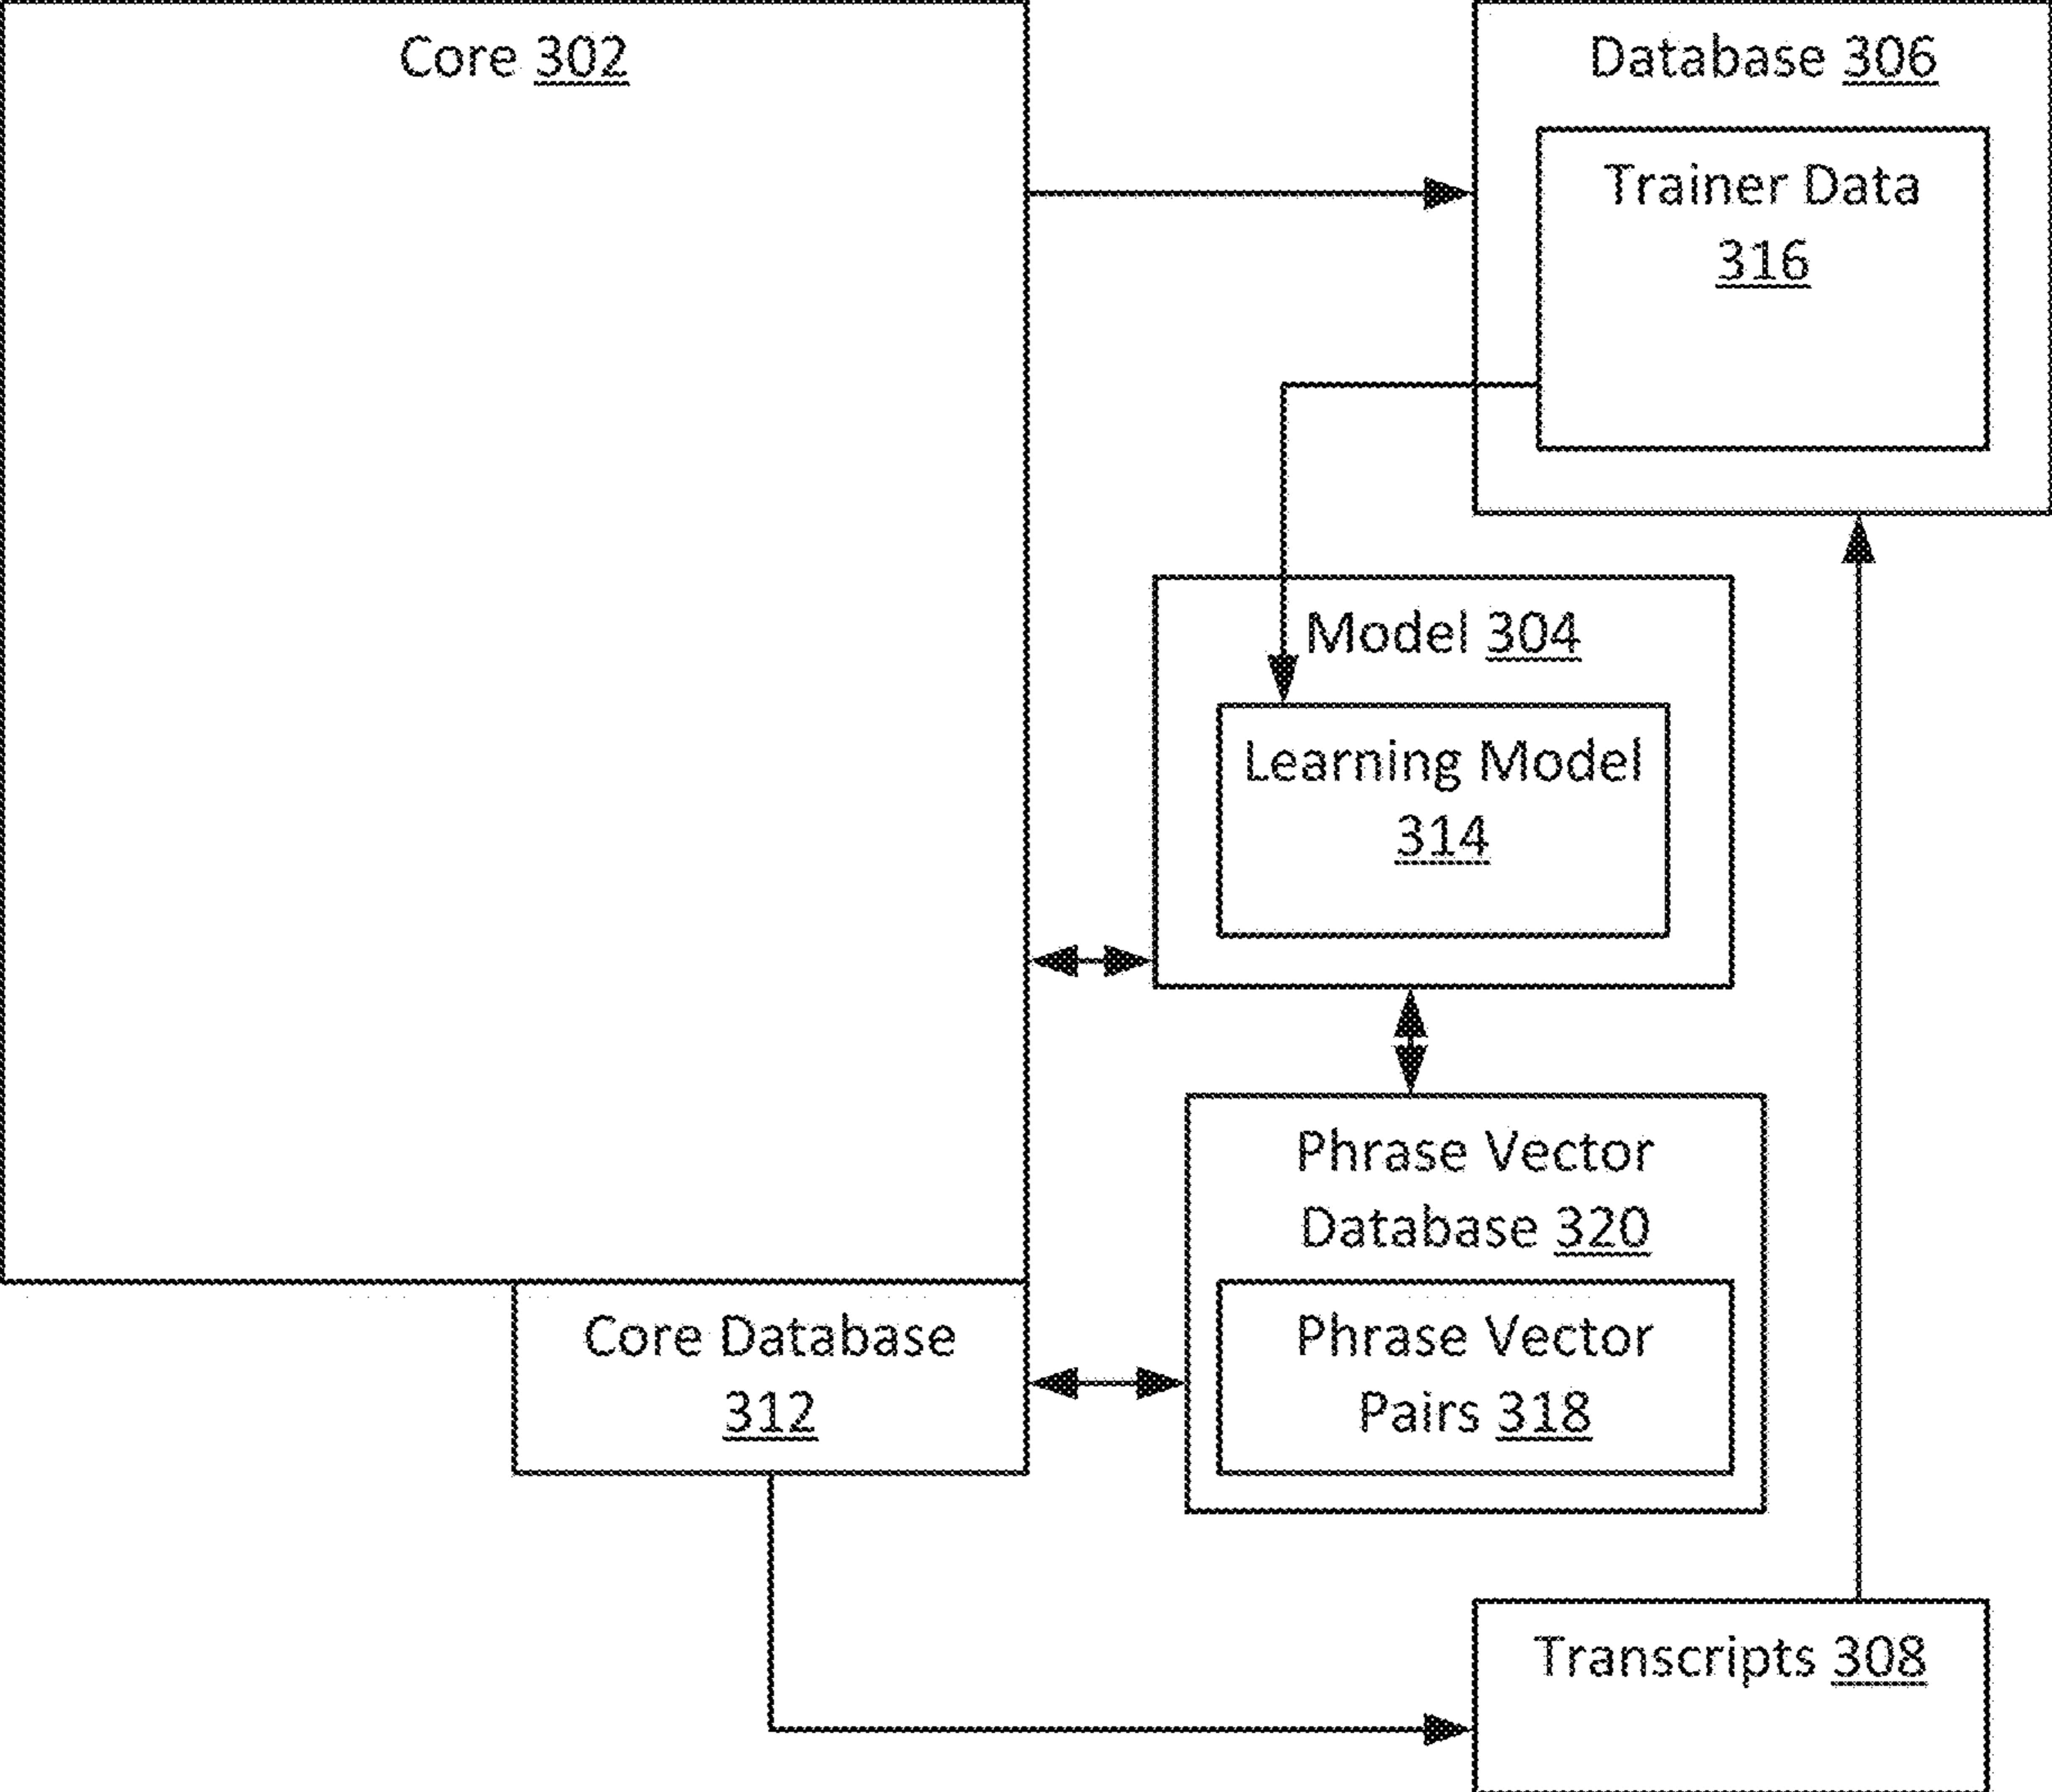 Core 302
Database 306
Trainer Data
316
Model 304
Learning Model
314
Phrase Vector
Database 320
Phrase Vector
Pairs 318
Core Database
312
Transcripts 308